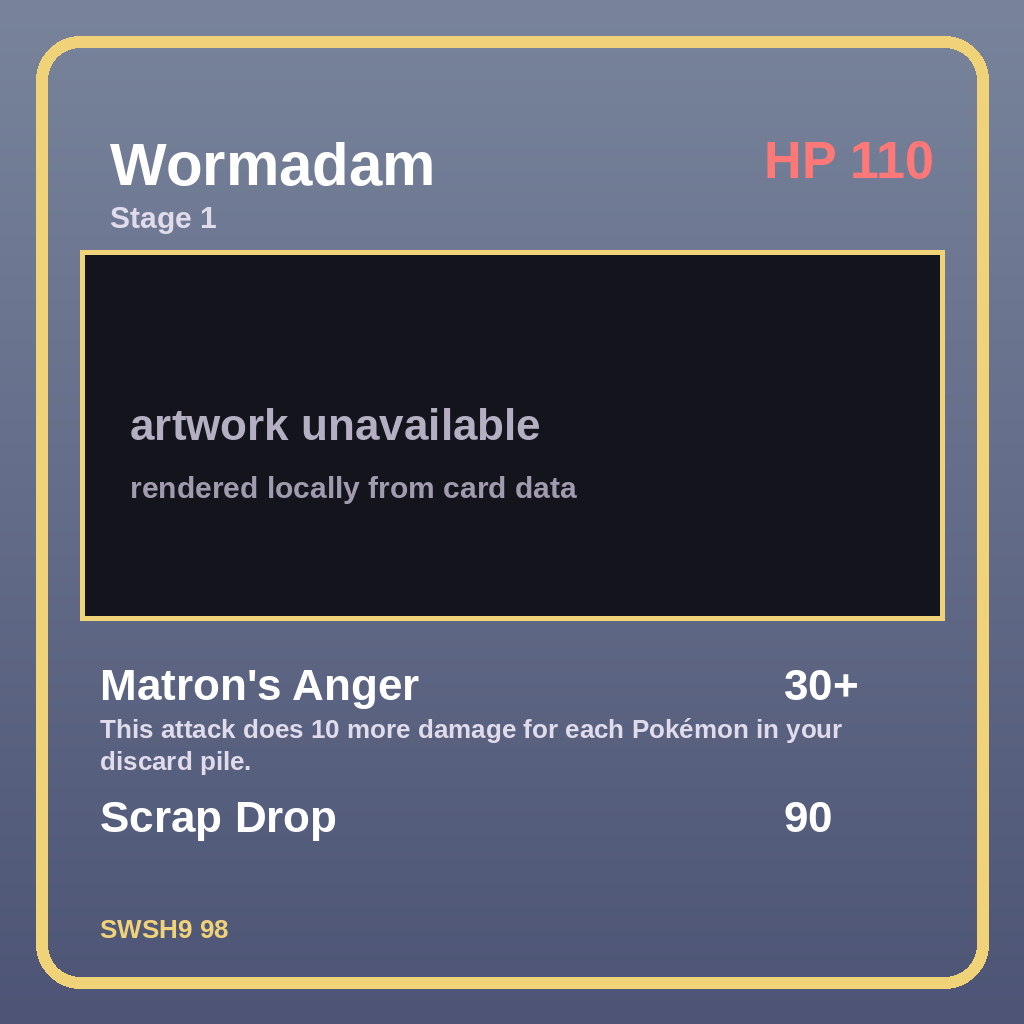 Wormadam
HP 110
Stage 1
artwork unavailable
rendered locally from card data
Matron's Anger
30+
This attack does 10 more damage for each Pokémon in your
discard pile.
Scrap Drop
90
SWSH9 98